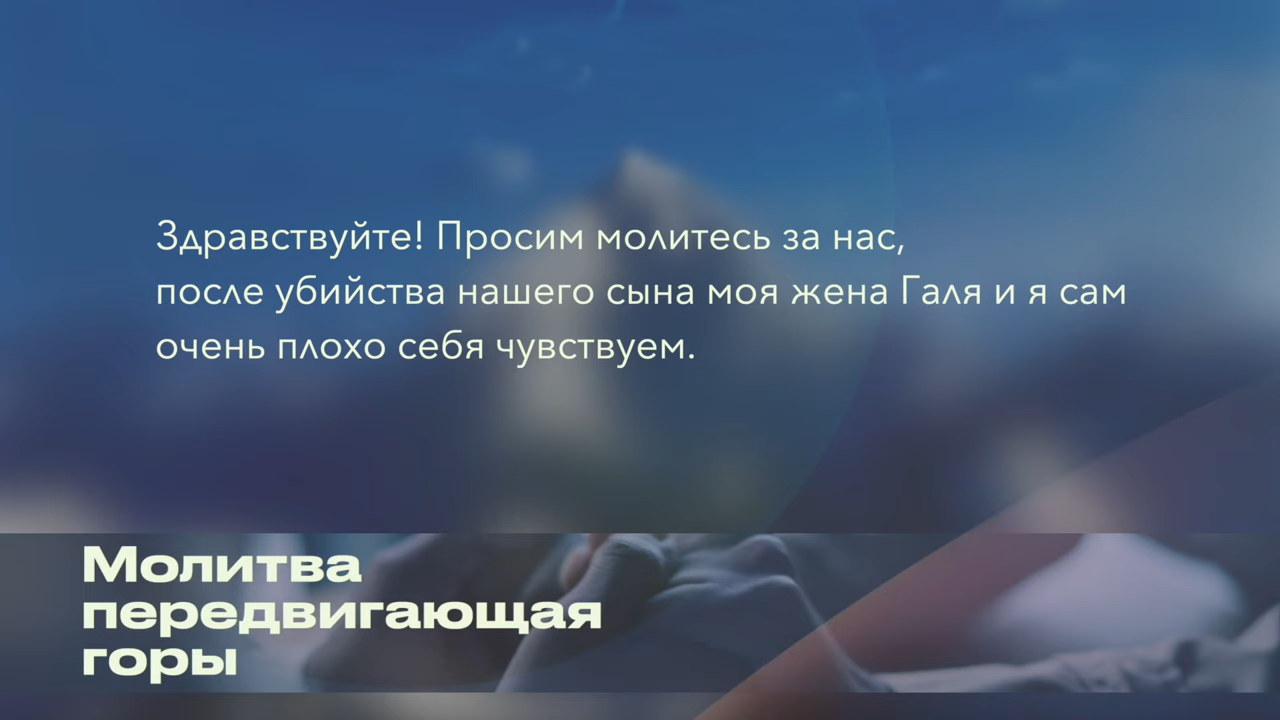 Здравствуйте! Просим молитесь за нас,
после убийства нашего сына моя жена Галя и я сам
очень плохо себя чувствуем.
Молитва
передвигающая
горы